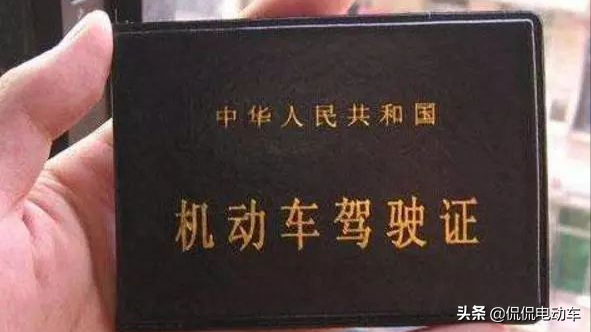 中华人民共和国
机动车驾驶证
头条 @侃侃电动车